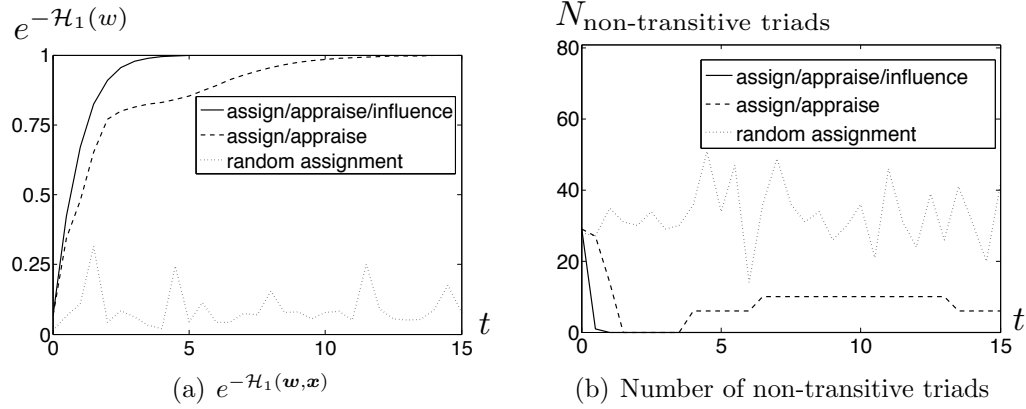 e^{-\mathcal{H}_1(w)}
1
0.75
0.5
0.25
0
0 5 10 15
t
assign/appraise/influence
assign/appraise
random assignment
(a) e^{-\mathcal{H}_1(\boldsymbol{w},\boldsymbol{x})}
N_{non-transitive triads}
80
60
40
20
0
0 5 10 15
t
assign/appraise/influence
assign/appraise
random assignment
(b) Number of non-transitive triads